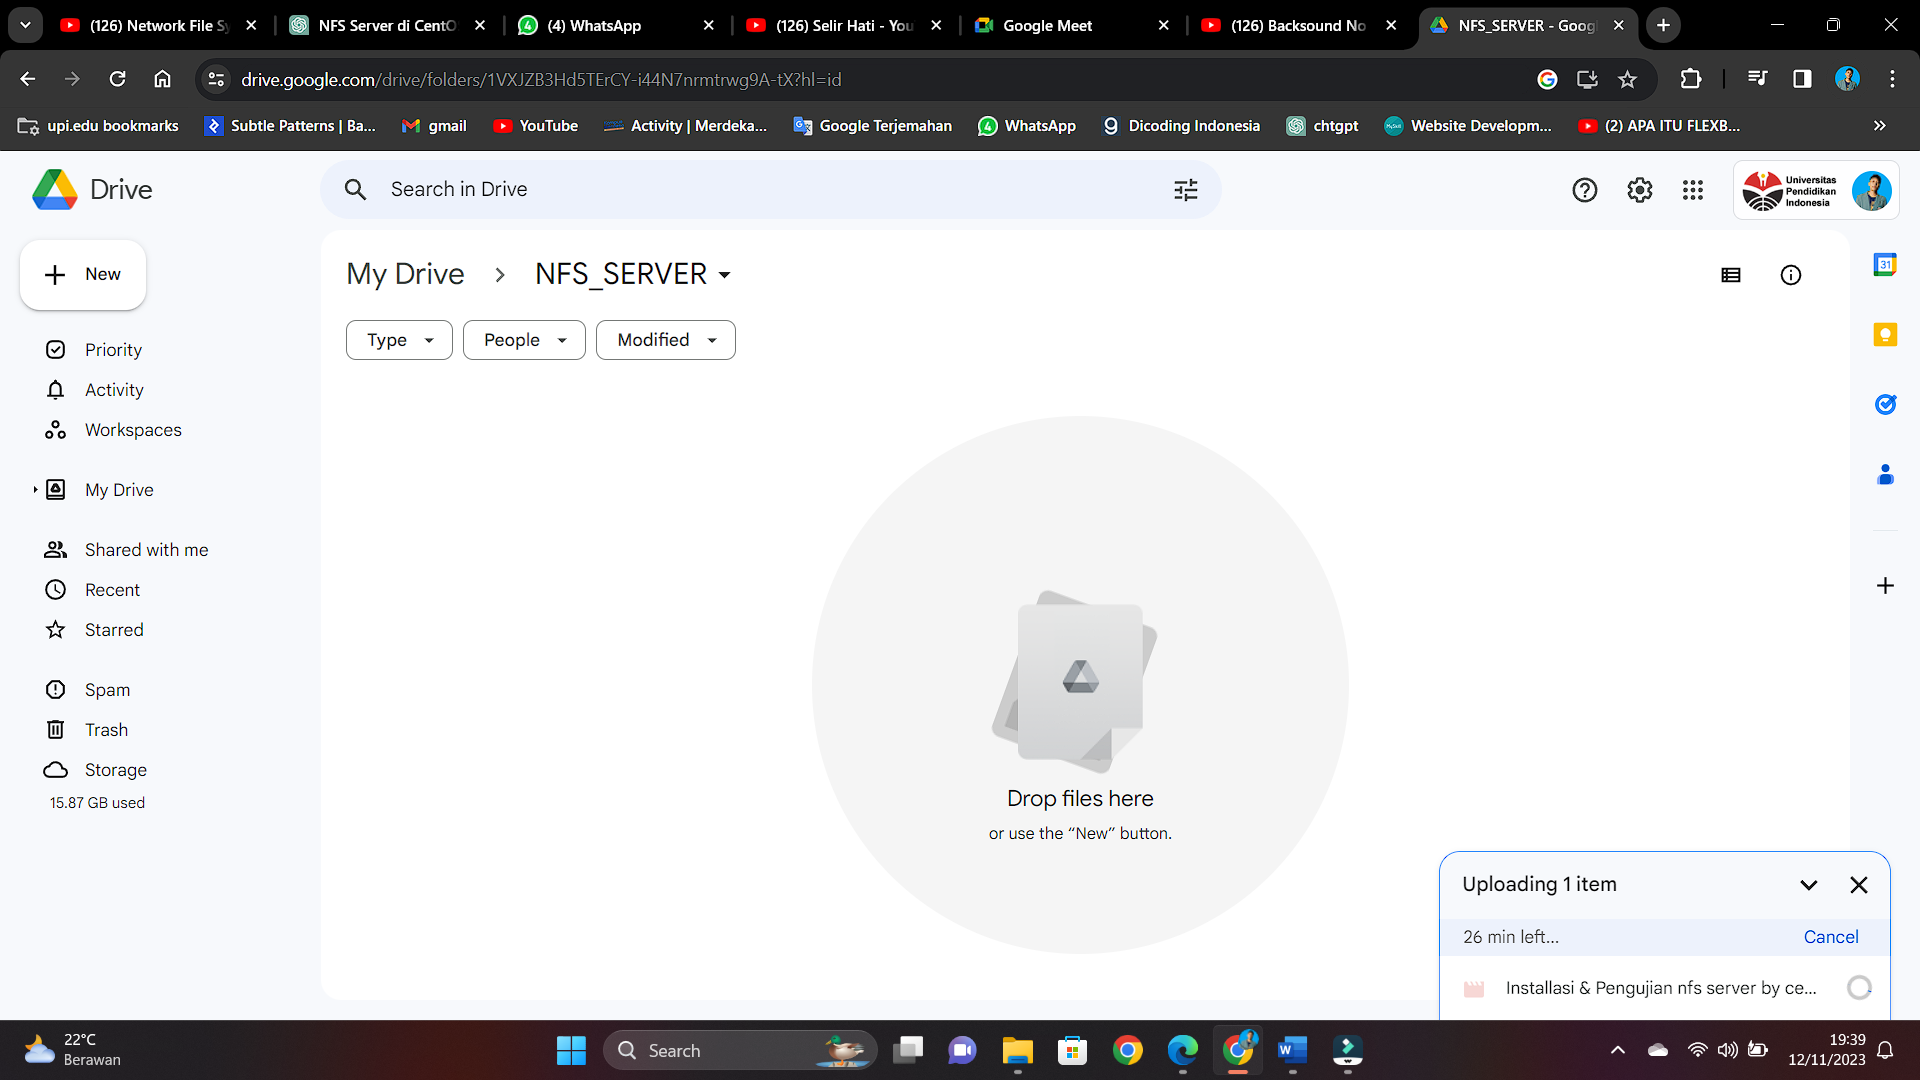 (126) Network File Sy
NFS Server di CentO
(4) WhatsApp
(126) Selir Hati - You
Google Meet
(126) Backsound No
NFS_SERVER - Goog
drive.google.com/drive/folders/1VXJZB3Hd5TErCY-i44N7nrmtrwg9A-tX?hl=id
upi.edu bookmarks
Subtle Patterns | Ba...
gmail
YouTube
Activity | Merdeka...
Google Terjemahan
WhatsApp
Dicoding Indonesia
chtgpt
Website Developm...
(2) APA ITU FLEXB...
Drive
Search in Drive
Universitas
Pendidikan
Indonesia
New
My Drive
NFS_SERVER
Type
People
Modified
Priority
Activity
Workspaces
My Drive
Shared with me
Recent
Starred
Spam
Trash
Storage
15.87 GB used
31
Drop files here
or use the “New” button.
Uploading 1 item
26 min left...
Cancel
Installasi & Pengujian nfs server by ce...
22°C
Berawan
Search
19:39
12/11/2023